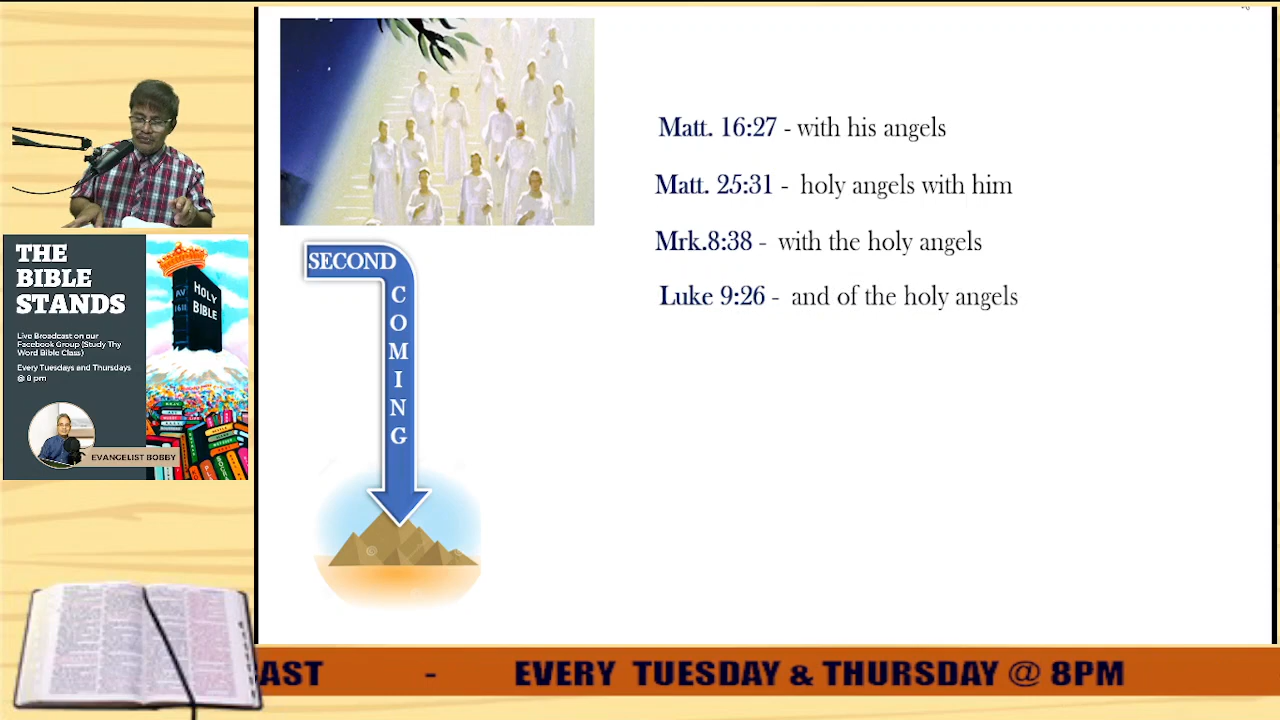 Matt. 16:27 - with his angels
Matt. 25:31 - holy angels with him
Mrk.8:38 - with the holy angels
Luke 9:26 - and of the holy angels
SECOND
COMING
THE
BIBLE
STANDS
Live Broadcast on our
Facebook Group (Study Thy
Word Bible Class)
Every Tuesdays and Thursdays
@ 8 pm
EVANGELIST BOBBY
AV
1611
HOLY
BIBLE
AST - EVERY TUESDAY & THURSDAY @ 8PM